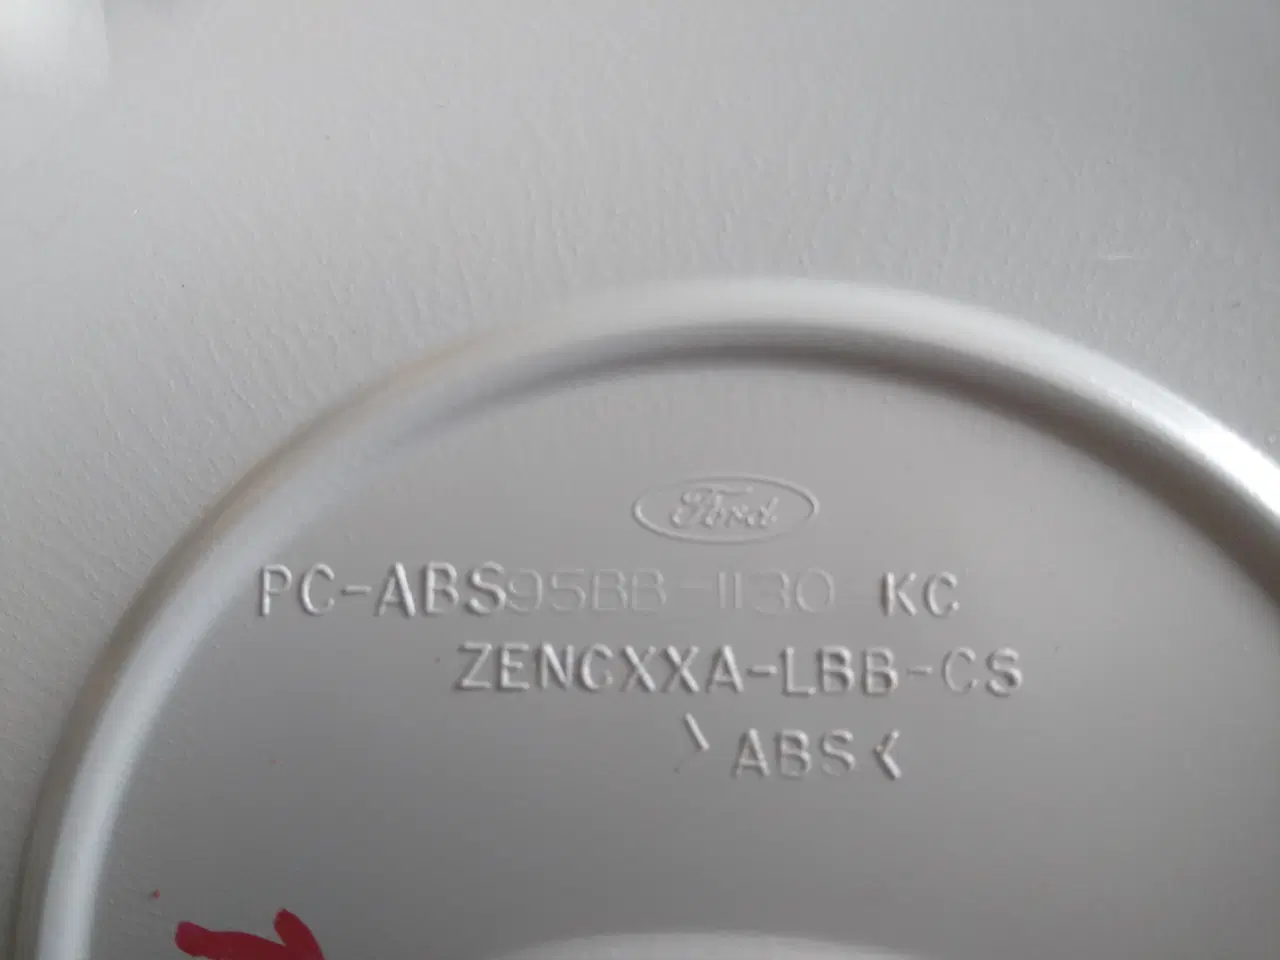 Ford
PC-ABS95BB-1130 KC
ZENCXXA-LBB-CS
>ABS<